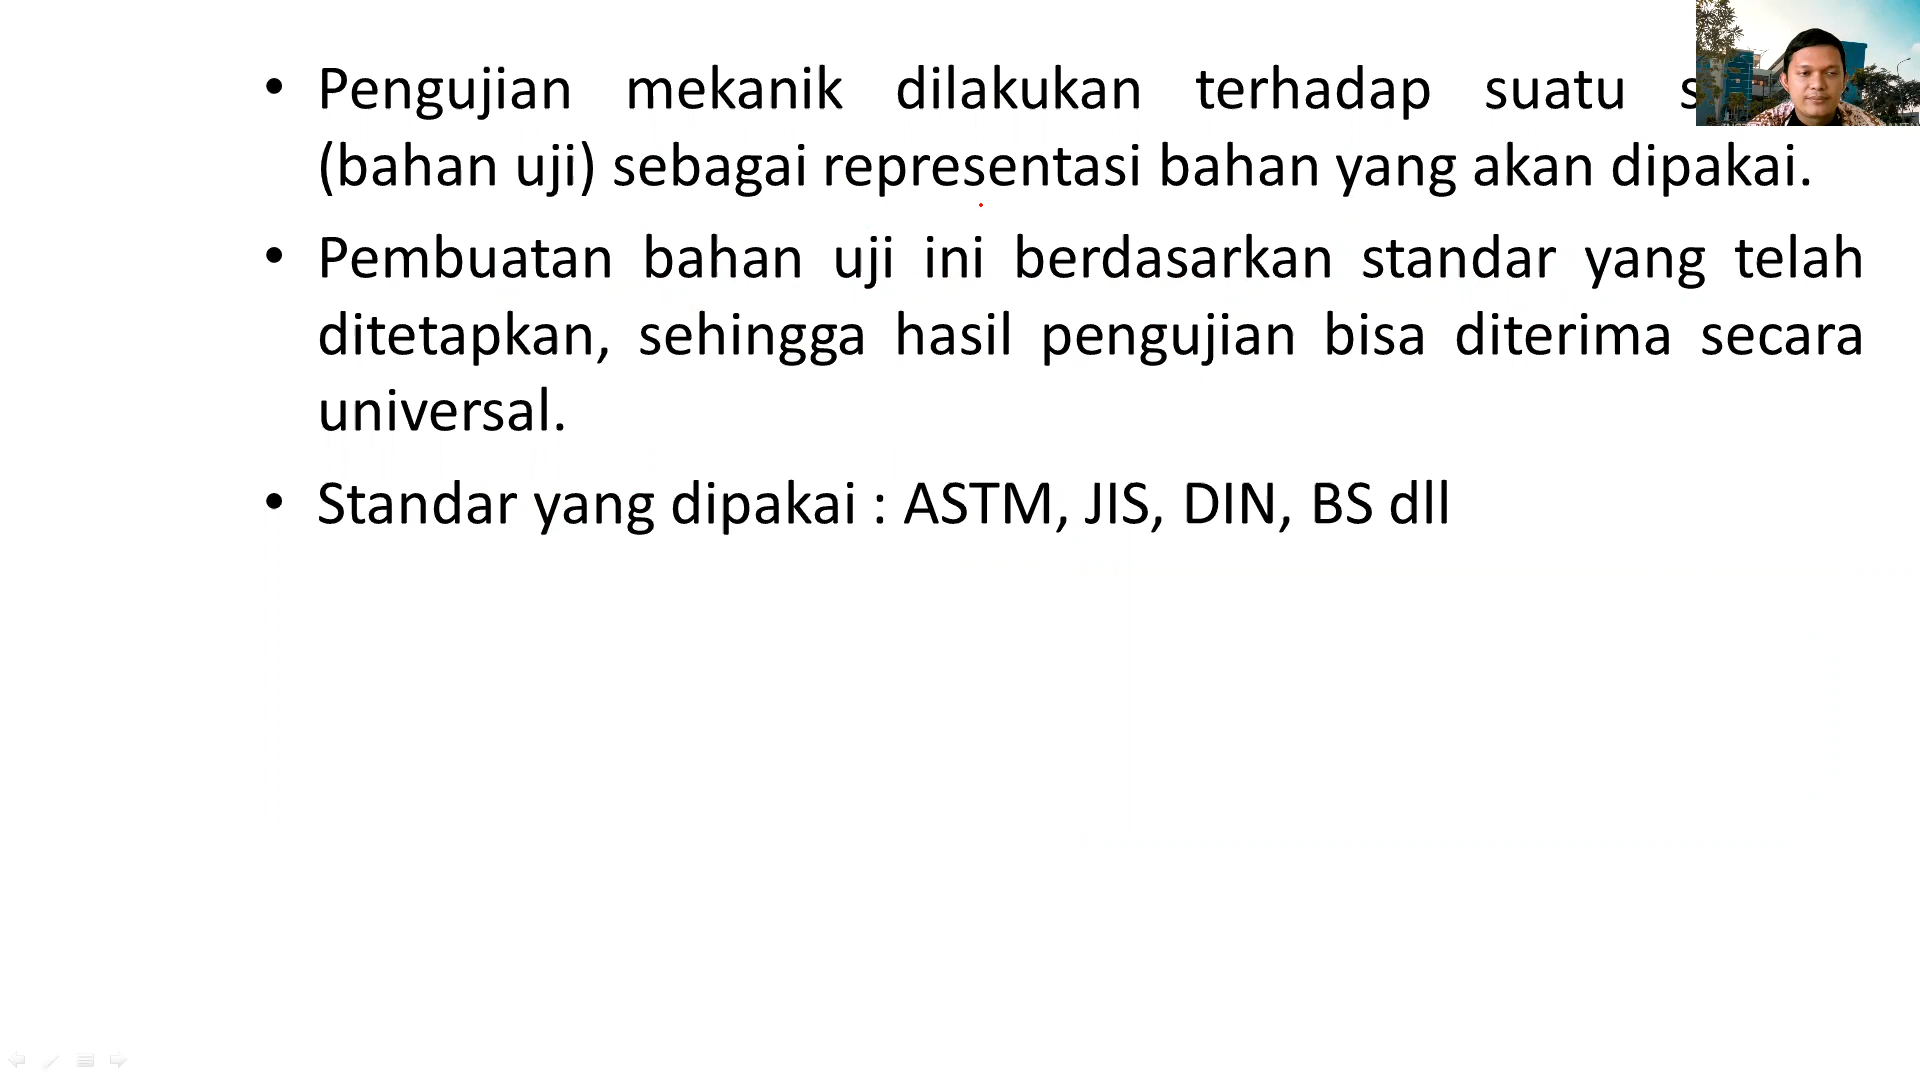 • Pengujian mekanik dilakukan terhadap suatu
(bahan uji) sebagai representasi bahan yang akan dipakai.
• Pembuatan bahan uji ini berdasarkan standar yang telah
ditetapkan, sehingga hasil pengujian bisa diterima secara
universal.
• Standar yang dipakai : ASTM, JIS, DIN, BS dll